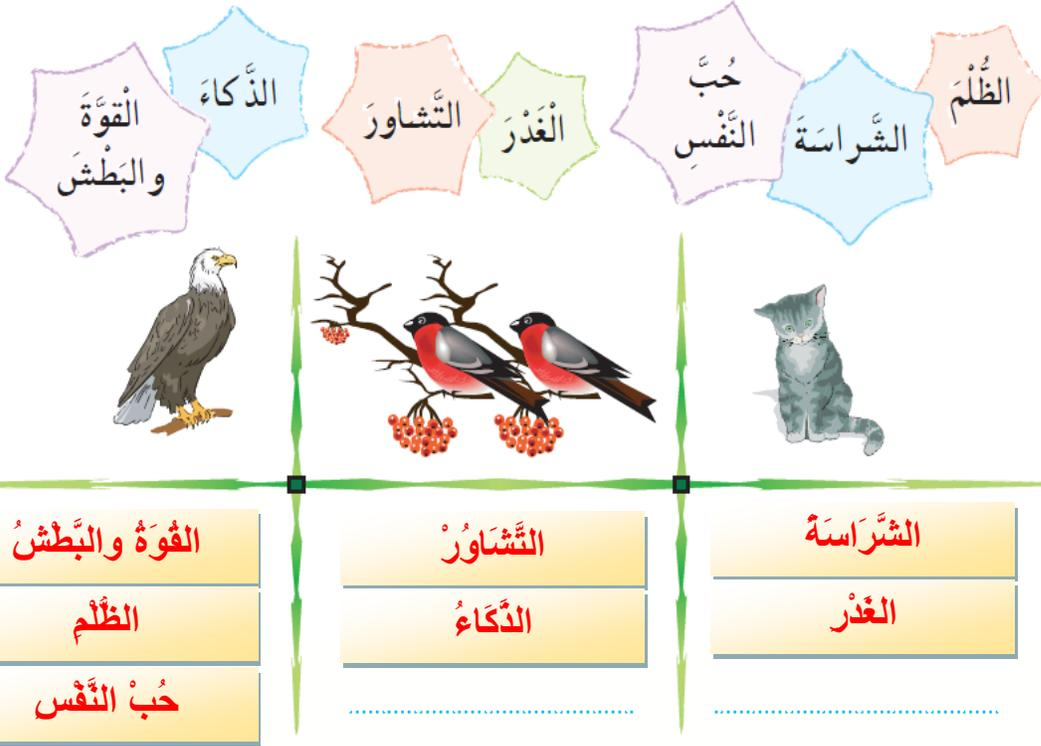 الظُّلْمَ
حُبَّ
النَّفْسِ
الشَّراسَةَ
الْغَدْرَ
التَّشاورَ
الذَّكاءَ
الْقوَّةَ
والبَطْشَ
الشَّرَاسَةُ
الغَدْرِ
التَّشَاوُرْ
الذَّكَاءُ
القُوَةُ والبَّطْشُ
الظُّلْمِ
حُبْ النَّفْسِ